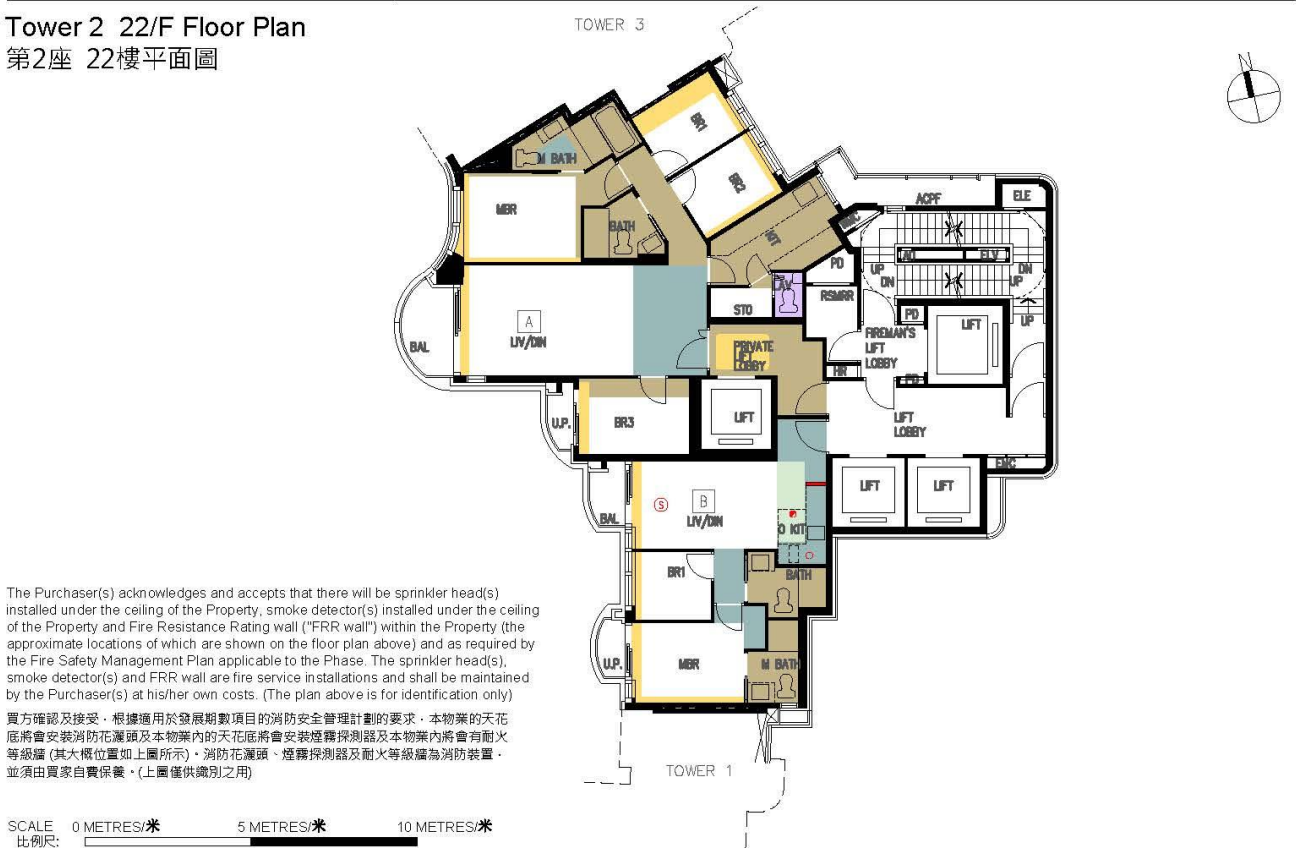 Tower 2 22/F Floor Plan
第2座 22樓平面圖
TOWER 3
N
M BATH
BR1
BR2
MBR
BATH
KIT
ACPF
ELE
EMC
AD
ELV
UP
DN
DN
UP
UP
PD
LAV
RSMRR
STO
PD
LIFT
FIREMAN'S
LIFT
LOBBY
A
LIV/DIN
BAL
PRIVATE
LIFT
LOBBY
HR
U.P.
BR3
LIFT
LIFT
LOBBY
EMC
LIFT
LIFT
S
B
LIV/DIN
BAL
O KIT
BR1
BATH
U.P.
MBR
M BATH
TOWER 1
The Purchaser(s) acknowledges and accepts that there will be sprinkler head(s)
installed under the ceiling of the Property, smoke detector(s) installed under the ceiling
of the Property and Fire Resistance Rating wall ("FRR wall") within the Property (the
approximate locations of which are shown on the floor plan above) and as required by
the Fire Safety Management Plan applicable to the Phase. The sprinkler head(s),
smoke detector(s) and FRR wall are fire service installations and shall be maintained
by the Purchaser(s) at his/her own costs. (The plan above is for identification only)
買方確認及接受，根據適用於發展期數項目的消防安全管理計劃的要求，本物業的天花
底將會安裝消防花灑頭及本物業內的天花底將會安裝煙霧探測器及本物業內將會有耐火
等級牆 (其大概位置如上圖所示)。消防花灑頭、煙霧探測器及耐火等級牆為消防裝置，
並須由買家自費保養。(上圖僅供識別之用)
SCALE 0 METRES/米 5 METRES/米 10 METRES/米
比例尺: